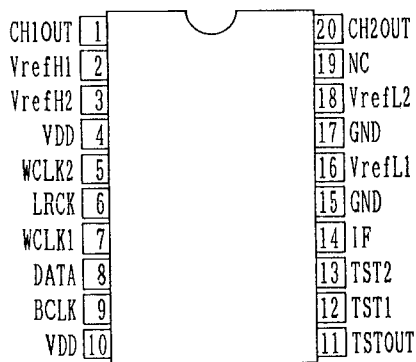 CH1OUT 1 20 CH2OUT
VrefH1 2 19 NC
VrefH2 3 18 VrefL2
VDD 4 17 GND
WCLK2 5 16 VrefL1
LRCK 6 15 GND
WCLK1 7 14 IF
DATA 8 13 TST2
BCLK 9 12 TST1
VDD 10 11 TSTOUT